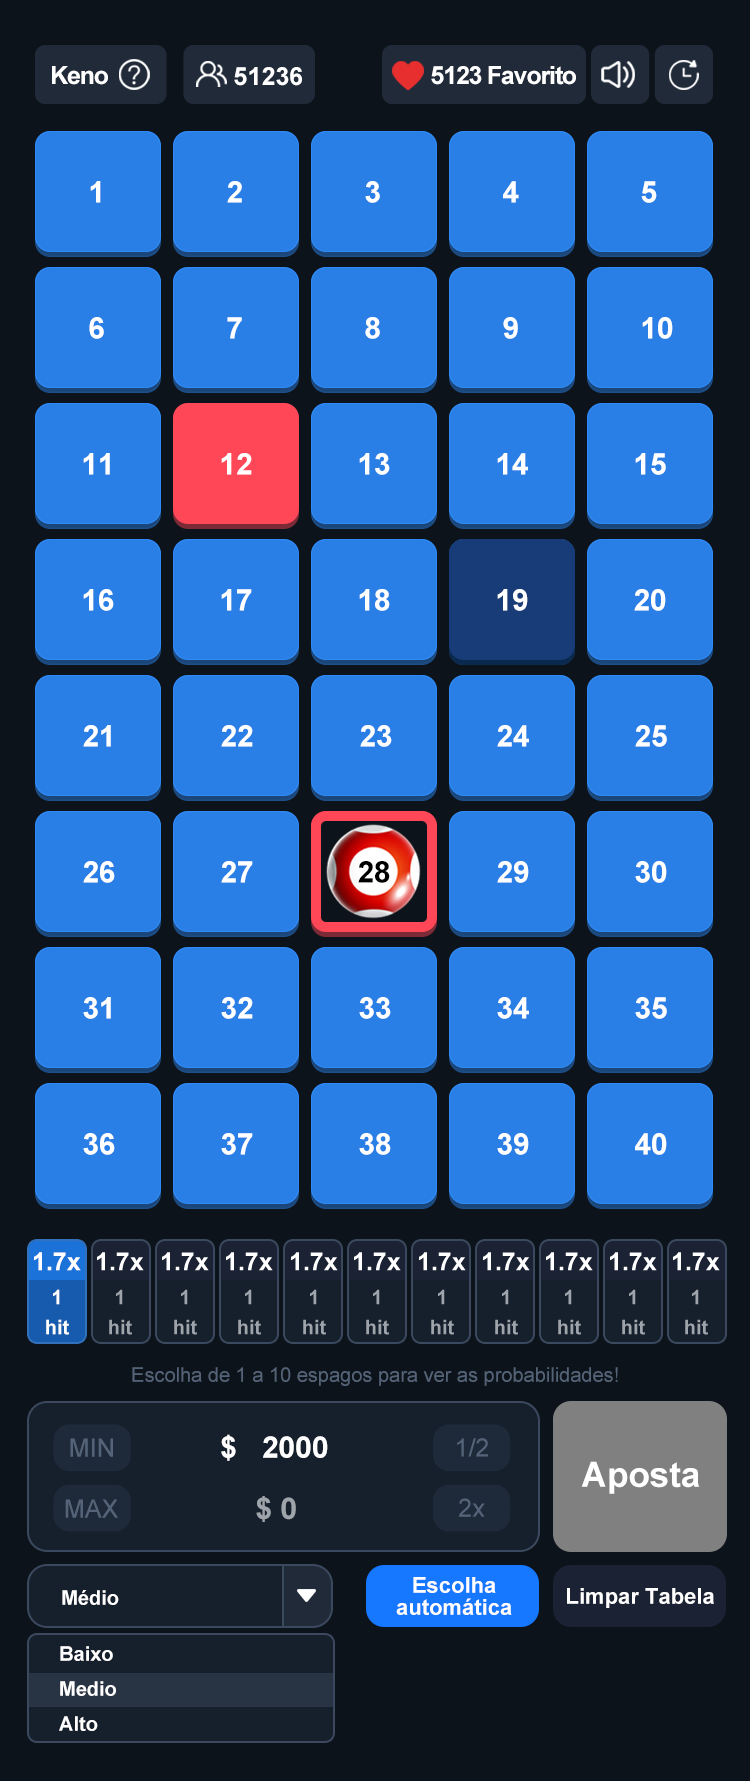 Keno ? 51236 5123 Favorito
1 2 3 4 5
6 7 8 9 10
11 12 13 14 15
16 17 18 19 20
21 22 23 24 25
26 27 28 29 30
31 32 33 34 35
36 37 38 39 40
1.7x 1.7x 1.7x 1.7x 1.7x 1.7x 1.7x 1.7x 1.7x 1.7x 1.7x
1 1 1 1 1 1 1 1 1 1 1
hit hit hit hit hit hit hit hit hit hit hit
Escolha de 1 a 10 espagos para ver as probabilidades!
MIN $ 2000 1/2
MAX $ 0 2x
Aposta
Médio
Escolha
automática
Limpar Tabela
Baixo
Medio
Alto